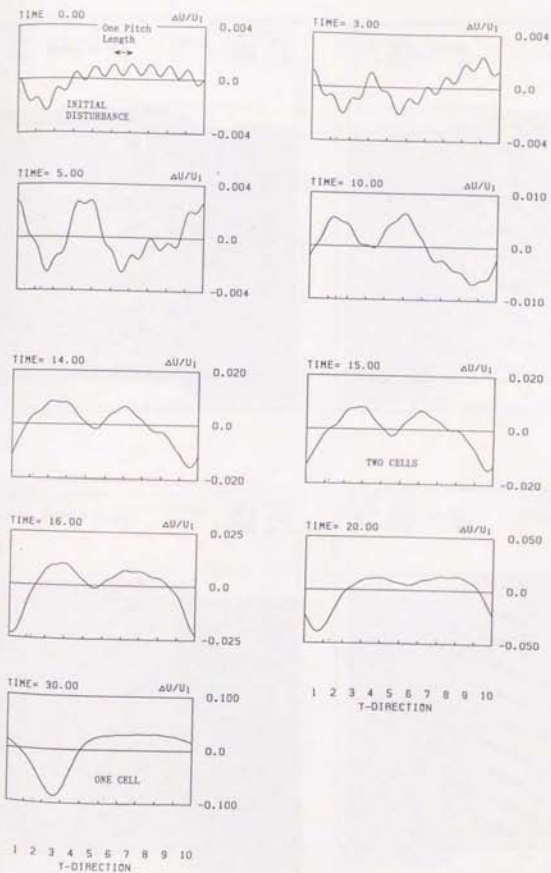 TIME 0.00 ΔU/U₁
One Pitch
Length
0.004
0.0
-0.004
INITIAL
DISTURBANCE
TIME= 3.00 ΔU/U₁
0.004
0.0
-0.004
TIME= 5.00 ΔU/U₁
0.004
0.0
-0.004
TIME= 10.00 ΔU/U₁
0.010
0.0
-0.010
TIME= 14.00 ΔU/U₁
0.020
0.0
-0.020
TIME= 15.00 ΔU/U₁
0.020
0.0
-0.020
TWO CELLS
TIME= 16.00 ΔU/U₁
0.025
0.0
-0.025
TIME= 20.00 ΔU/U₁
0.050
0.0
-0.050
1 2 3 4 5 6 7 8 9 10
T-DIRECTION
TIME= 30.00 ΔU/U₁
0.100
0.0
-0.100
ONE CELL
1 2 3 4 5 6 7 8 9 10
T-DIRECTION